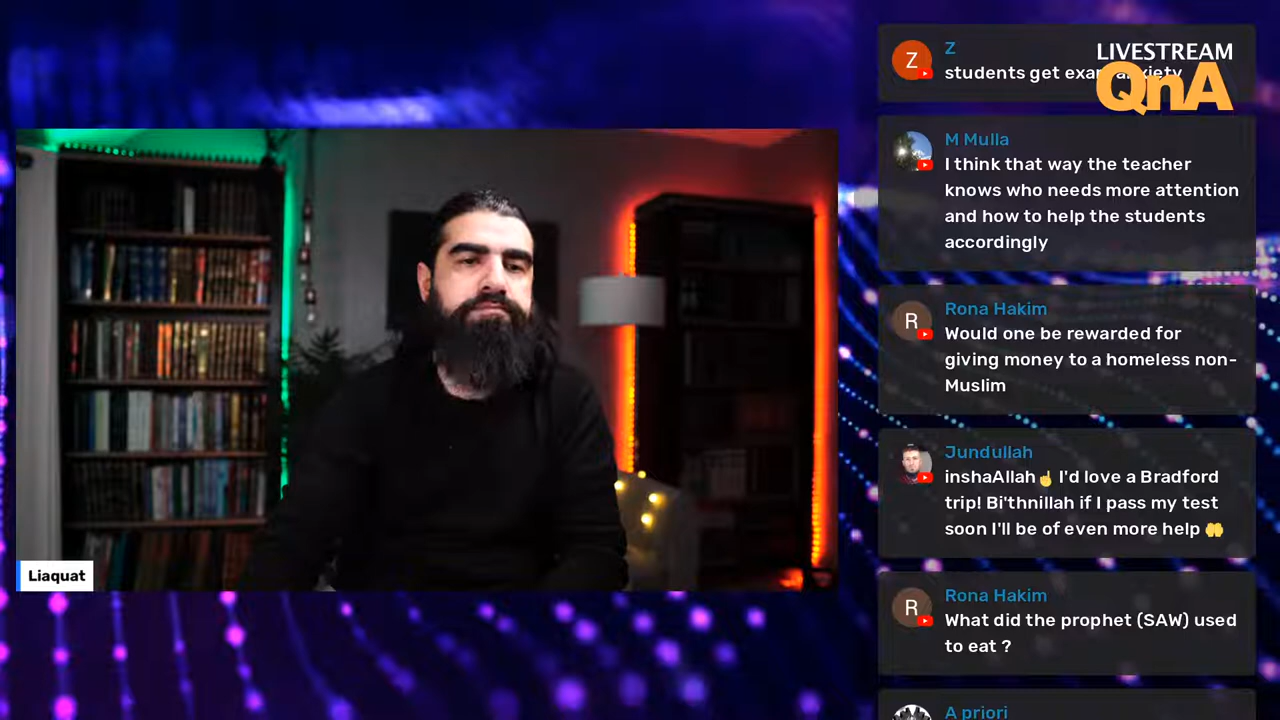 Z
students get exam anxiety
LIVESTREAM
QnA
M Mulla
I think that way the teacher
knows who needs more attention
and how to help the students
accordingly
R
Rona Hakim
Would one be rewarded for
giving money to a homeless non-
Muslim
Jundullah
inshaAllah☝️ I'd love a Bradford
trip! Bi'thnillah if I pass my test
soon I'll be of even more help 🤲
R
Rona Hakim
What did the prophet (SAW) used
to eat ?
A priori
Liaquat
Z